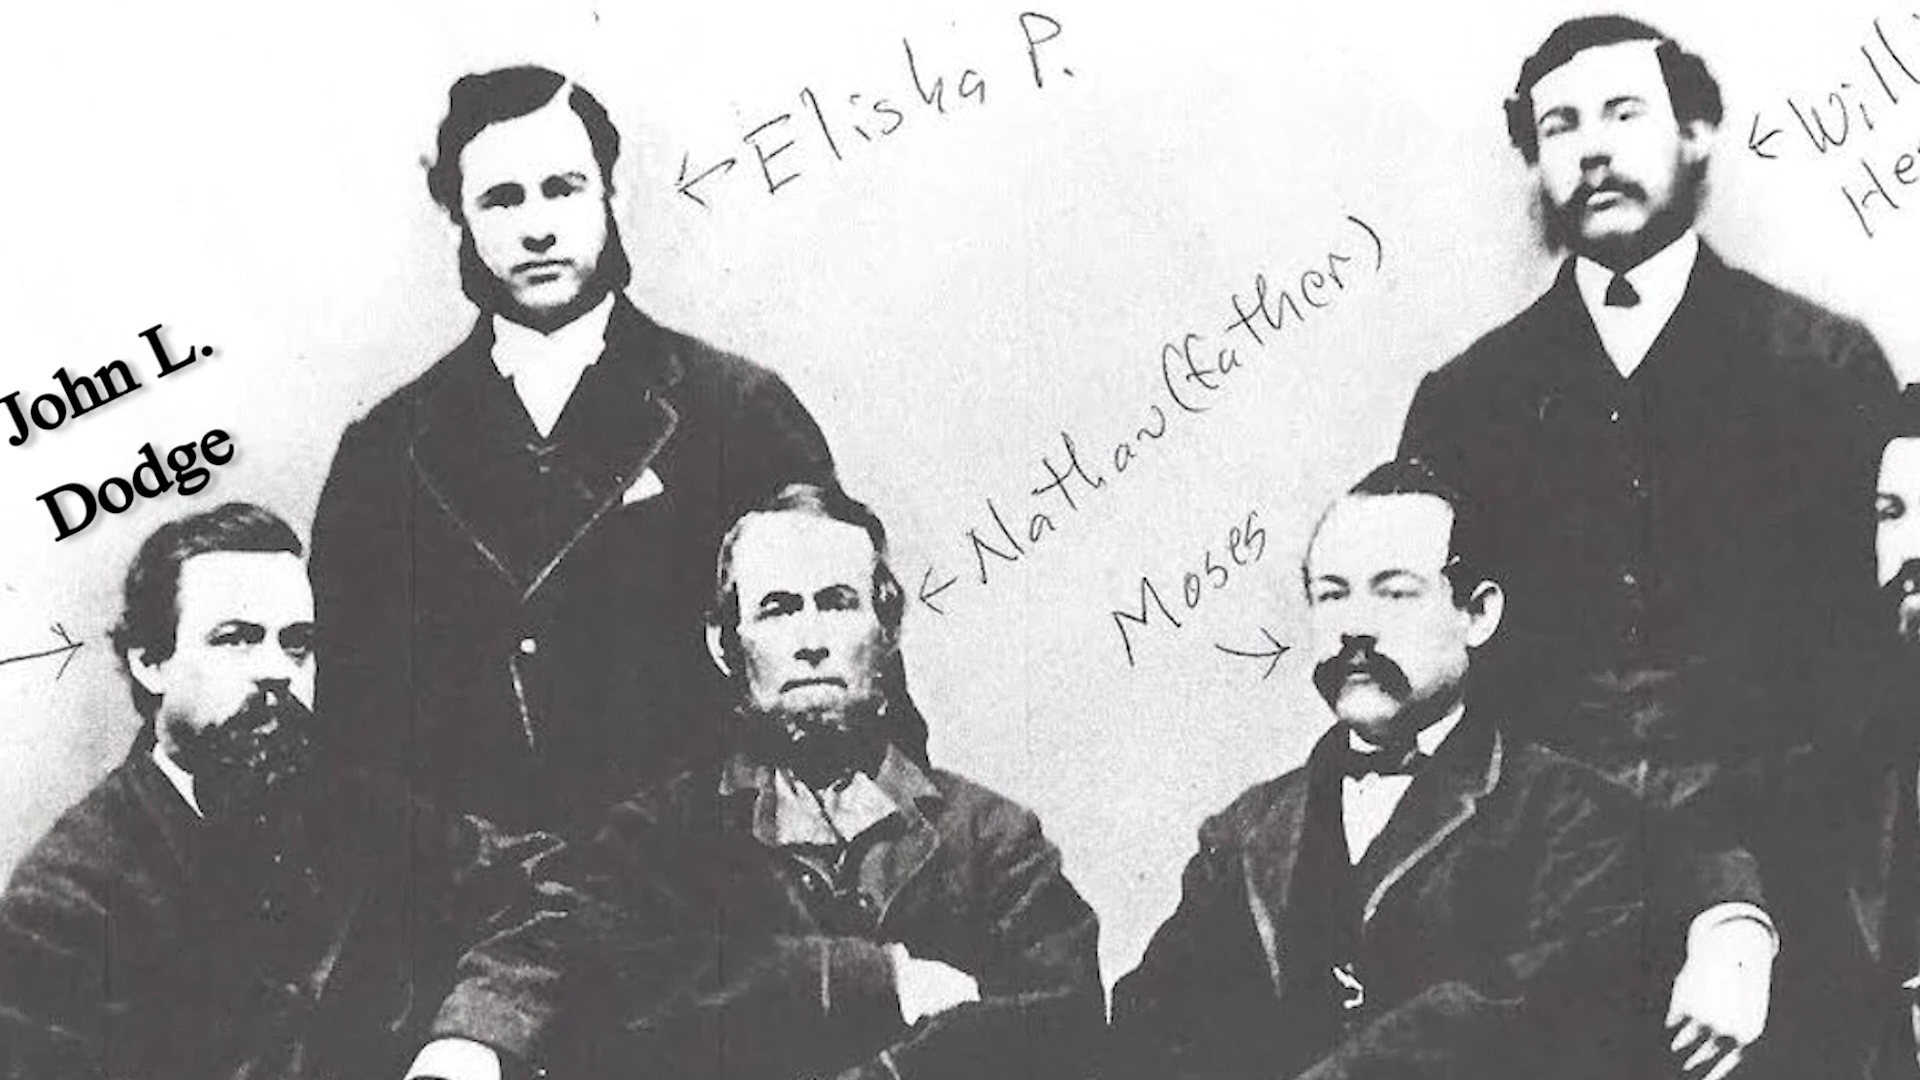 John L.
Dodge
Elisha P.
Nathan (father)
Moses